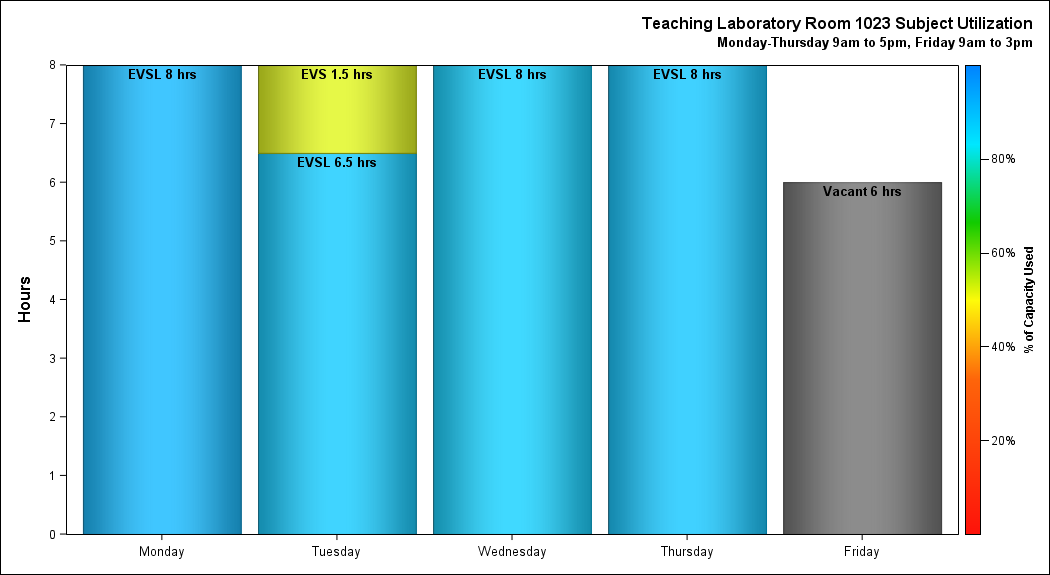 Teaching Laboratory Room 1023 Subject Utilization
Monday-Thursday 9am to 5pm, Friday 9am to 3pm
Hours
8
7
6
5
4
3
2
1
0
EVSL 8 hrs
EVS 1.5 hrs
EVSL 6.5 hrs
EVSL 8 hrs
EVSL 8 hrs
Vacant 6 hrs
Monday
Tuesday
Wednesday
Thursday
Friday
80%
60%
40%
20%
% of Capacity Used